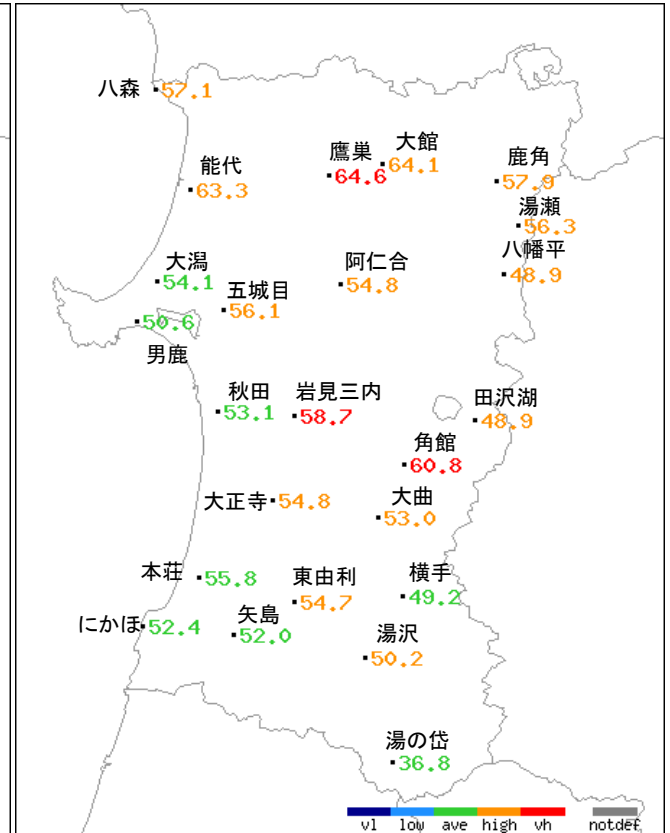 八森 57.1
鷹巣 64.6
大館 64.1
鹿角 57.9
能代 63.3
湯瀬 56.3
八幡平 48.9
大潟 54.1
五城目 56.1
阿仁合 54.8
50.6
男鹿
秋田 53.1
岩見三内 58.7
田沢湖 48.9
角館 60.8
大正寺 54.8
大曲 53.0
本荘 55.8
東由利 54.7
横手 49.2
にかほ 52.4
矢島 52.0
湯沢 50.2
湯の岱 36.8
vl low ave high vh notdef